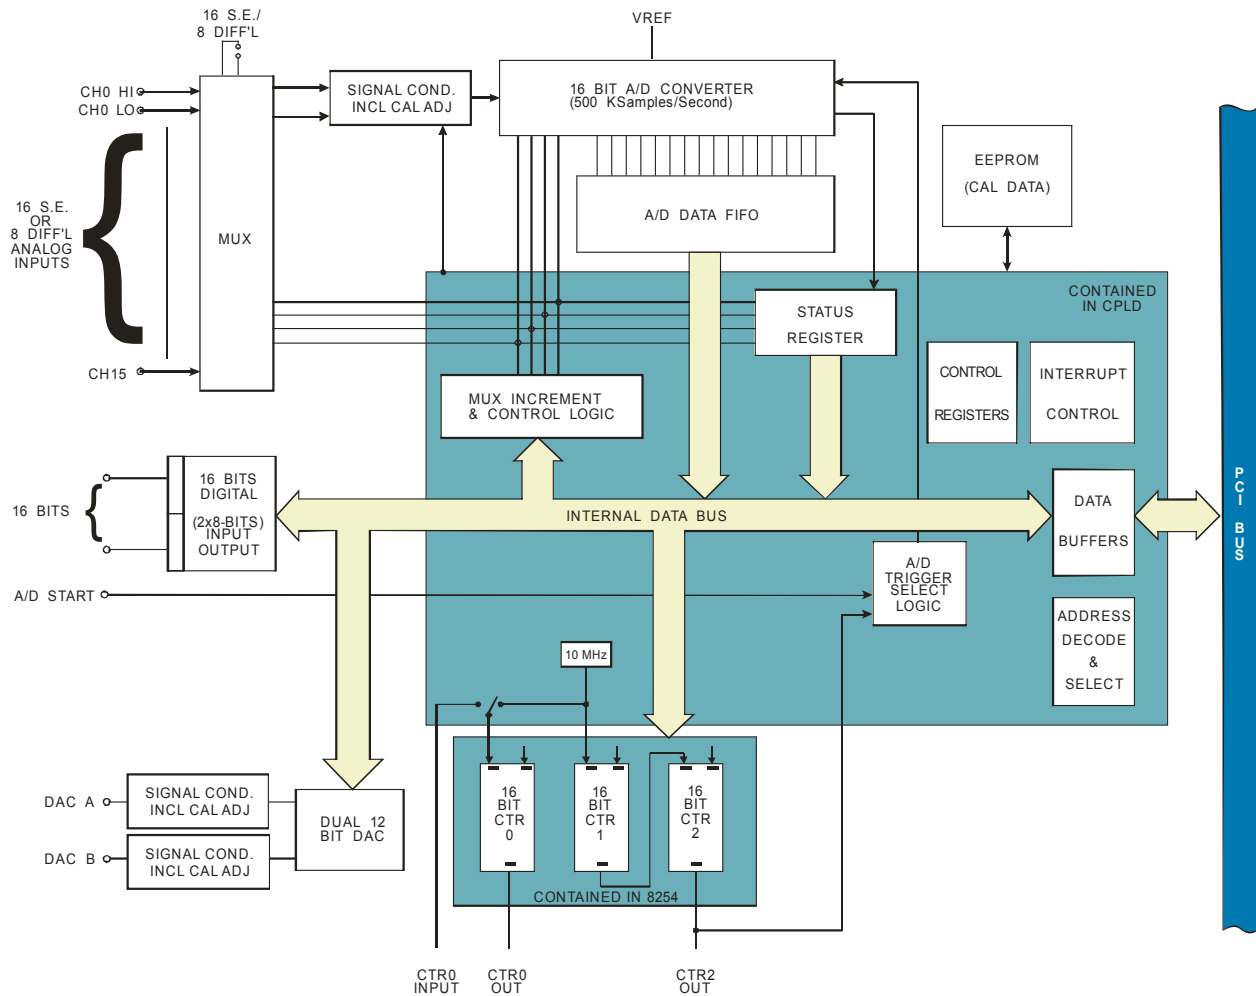 16 S.E./
8 DIFF'L
VREF
CH0 HI
CH0 LO
SIGNAL COND.
INCL CAL ADJ
16 BIT A/D CONVERTER
(500 KSamples/Second)
EEPROM
(CAL DATA)
16 S.E.
OR
8 DIFF'L
ANALOG
INPUTS
MUX
A/D DATA FIFO
CONTAINED
IN CPLD
STATUS
REGISTER
CH15
MUX INCREMENT
& CONTROL LOGIC
CONTROL
REGISTERS
INTERRUPT
CONTROL
16 BITS
16 BITS
DIGITAL
(2x8-BITS)
INPUT
OUTPUT
INTERNAL DATA BUS
DATA
BUFFERS
PCI BUS
A/D START
A/D
TRIGGER
SELECT
LOGIC
ADDRESS
DECODE
&
SELECT
10 MHz
16
BIT
CTR
0
16
BIT
CTR
1
16
BIT
CTR
2
CONTAINED IN 8254
DAC A
SIGNAL COND.
INCL CAL ADJ
DUAL 12
BIT DAC
DAC B
SIGNAL COND.
INCL CAL ADJ
CTR0
INPUT
CTR0
OUT
CTR2
OUT